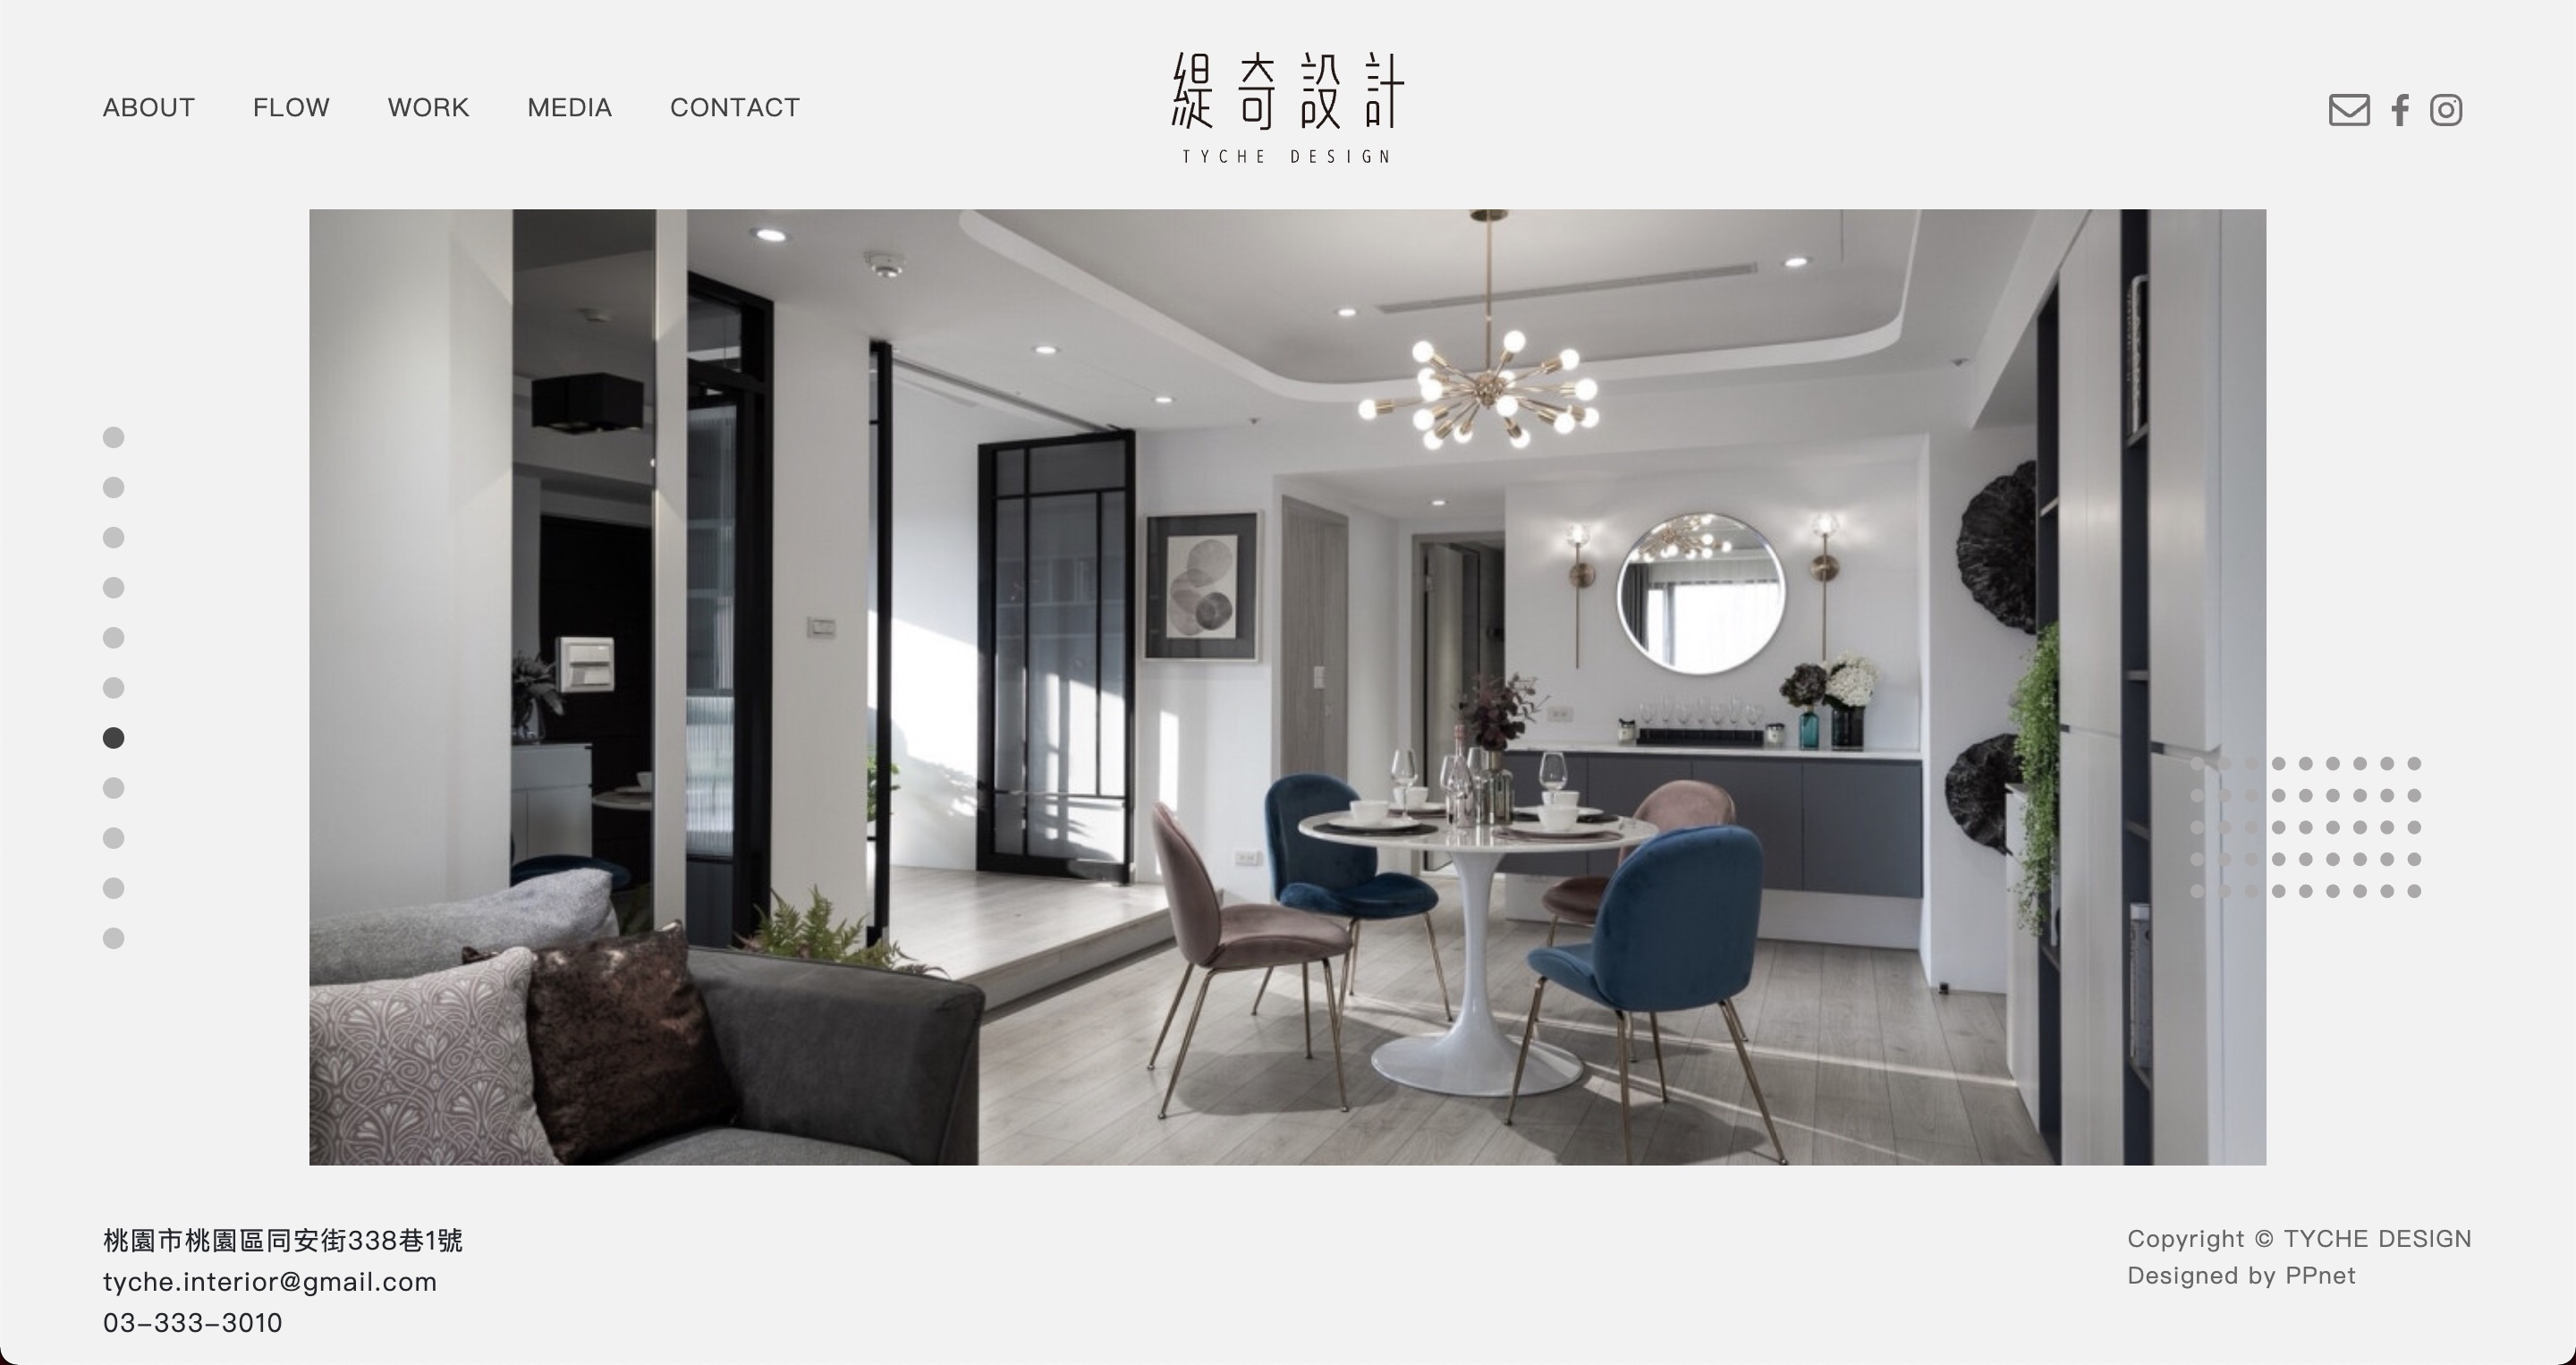 ABOUT FLOW WORK MEDIA CONTACT
緹奇設計
TYCHE DESIGN
桃園市桃園區同安街338巷1號
tyche.interior@gmail.com
03-333-3010
Copyright © TYCHE DESIGN
Designed by PPnet